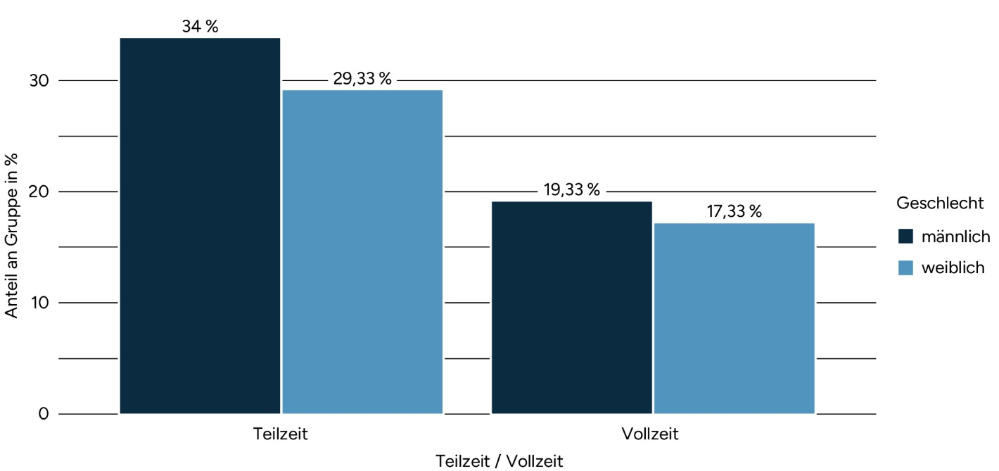 34 %
29,33 %
19,33 %
17,33 %
30
20
10
0
Anteil an Gruppe in %
Teilzeit
Vollzeit
Teilzeit / Vollzeit
Geschlecht
männlich
weiblich